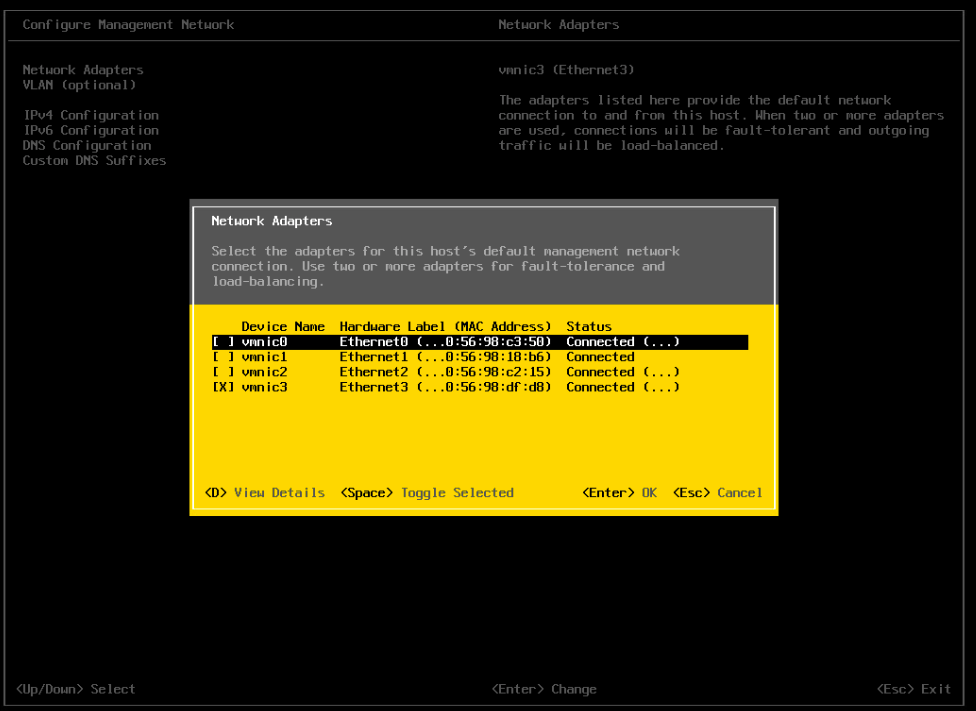 Configure Management Network
Network Adapters
Network Adapters
VLAN (optional)
IPv4 Configuration
IPv6 Configuration
DNS Configuration
Custom DNS Suffixes
vmnic3 (Ethernet3)
The adapters listed here provide the default network
connection to and from this host. When two or more adapters
are used, connections will be fault-tolerant and outgoing
traffic will be load-balanced.
Network Adapters
Select the adapters for this host's default management network
connection. Use two or more adapters for fault-tolerance and
load-balancing.
Device Name Hardware Label (MAC Address) Status
[ ] vmnic0 Ethernet0 (...0:56:98:c3:50) Connected (...)
[ ] vmnic1 Ethernet1 (...0:56:98:18:b6) Connected
[ ] vmnic2 Ethernet2 (...0:56:98:c2:15) Connected (...)
[X] vmnic3 Ethernet3 (...0:56:98:df:d8) Connected (...)
<D> View Details <Space> Toggle Selected <Enter> OK <Esc> Cancel
<Up/Down> Select <Enter> Change <Esc> Exit